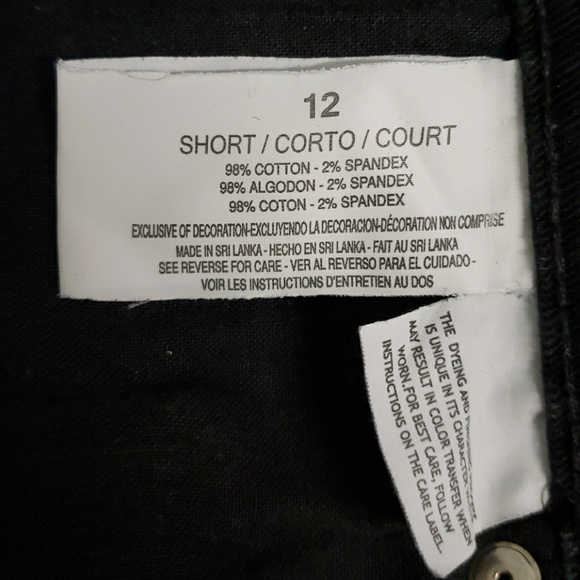 12
SHORT / CORTO / COURT
98% COTTON - 2% SPANDEX
98% ALGODON - 2% SPANDEX
98% COTON - 2% SPANDEX
EXCLUSIVE OF DECORATION-EXCLUYENDO LA DECORACION-DÉCORATION NON COMPRISE
MADE IN SRI LANKA - HECHO EN SRI LANKA - FAIT AU SRI LANKA
SEE REVERSE FOR CARE - VER AL REVERSO PARA EL CUIDADO -
VOIR LES INSTRUCTIONS D'ENTRETIEN AU DOS
THE DYEING AND
IS UNIQUE IN ITS
MAY RESULT IN COLOR TRANSFER WHEN
WORN.FOR BEST CARE, FOLLOW
INSTRUCTIONS ON THE CARE LABEL.